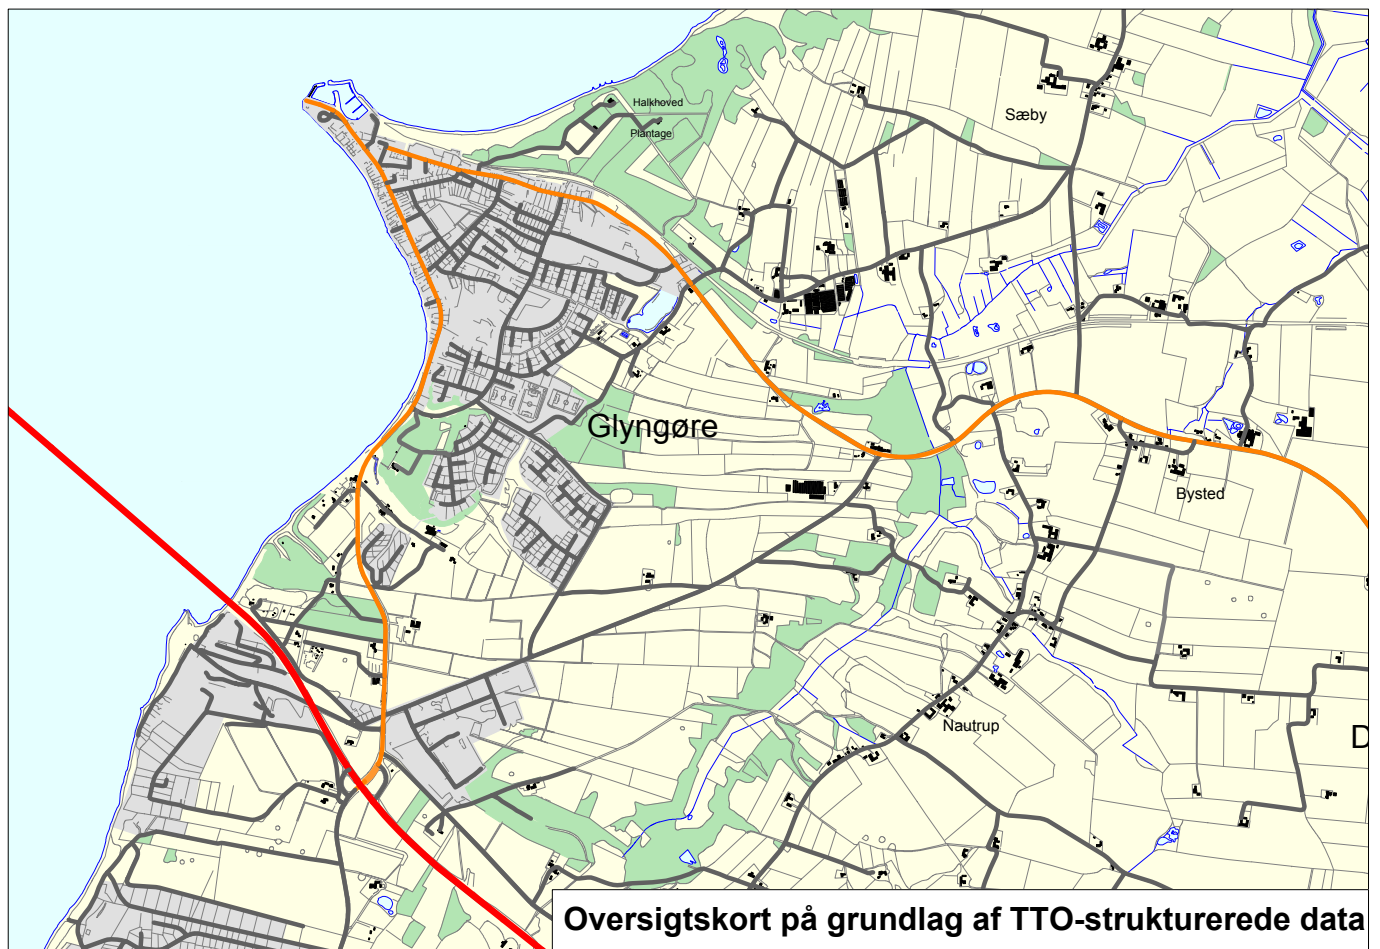 Halkhoved
Plantage
Sæby
Glyngøre
Bysted
Nautrup
D
Oversigtskort på grundlag af TTO-strukturerede data